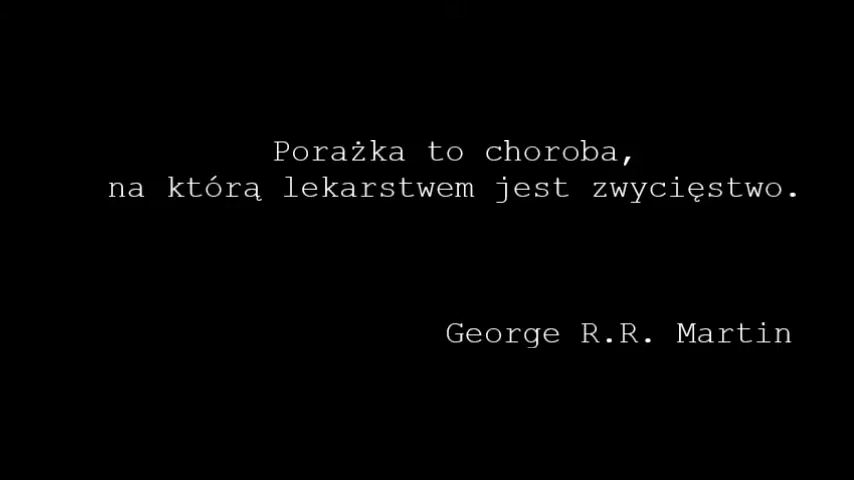 Porażka to choroba,
na którą lekarstwem jest zwycięstwo.
George R.R. Martin